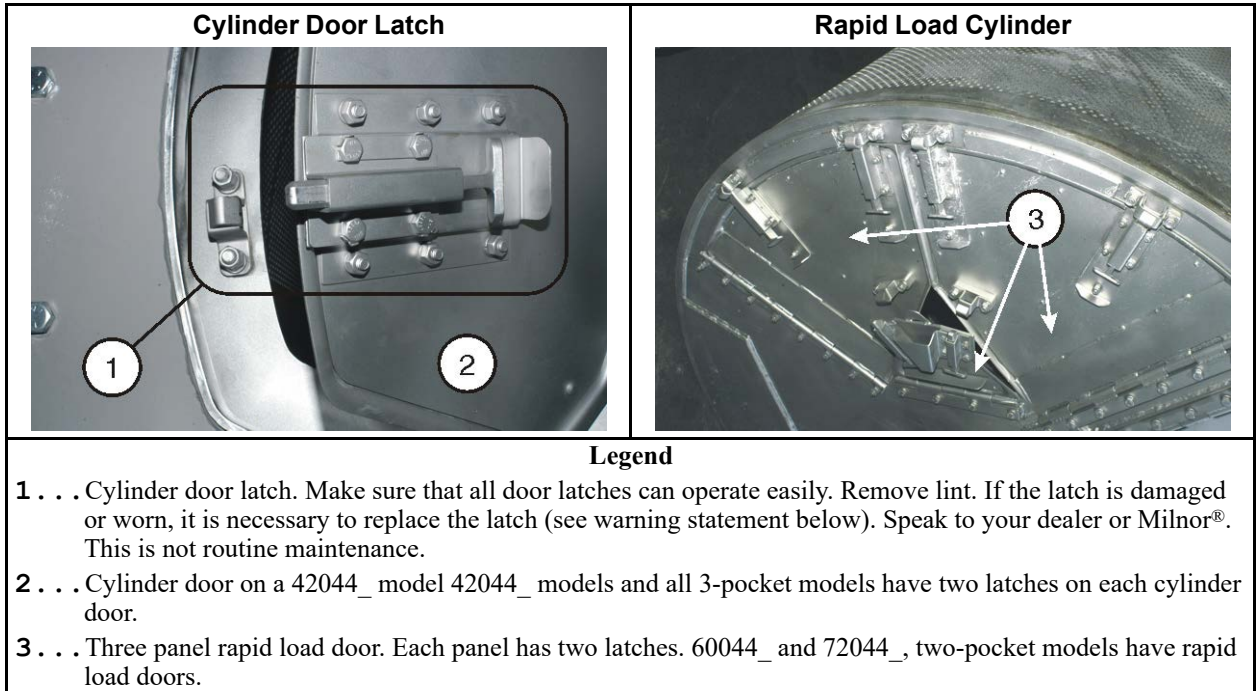 Cylinder Door Latch
Rapid Load Cylinder
1
2
3
Legend
1...Cylinder door latch. Make sure that all door latches can operate easily. Remove lint. If the latch is damaged
or worn, it is necessary to replace the latch (see warning statement below). Speak to your dealer or Milnor®.
This is not routine maintenance.
2...Cylinder door on a 42044_ model 42044_ models and all 3-pocket models have two latches on each cylinder
door.
3...Three panel rapid load door. Each panel has two latches. 60044_ and 72044_, two-pocket models have rapid
load doors.